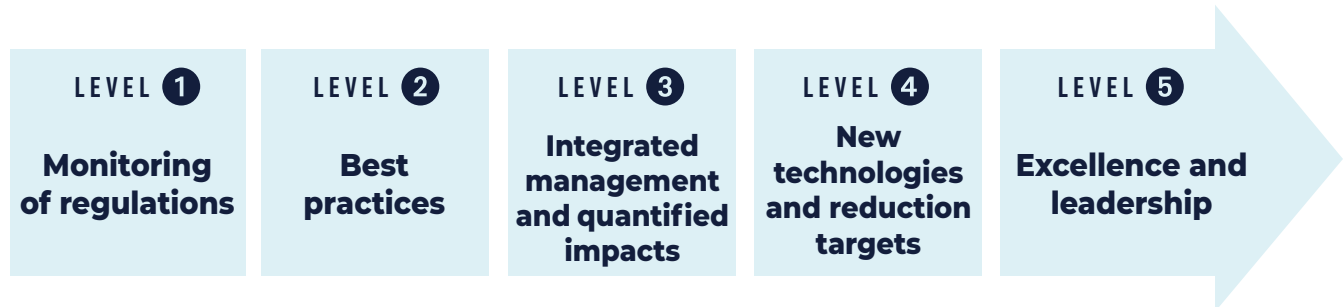 LEVEL 1
Monitoring
of regulations
LEVEL 2
Best
practices
LEVEL 3
Integrated
management
and quantified
impacts
LEVEL 4
New
technologies
and reduction
targets
LEVEL 5
Excellence and
leadership